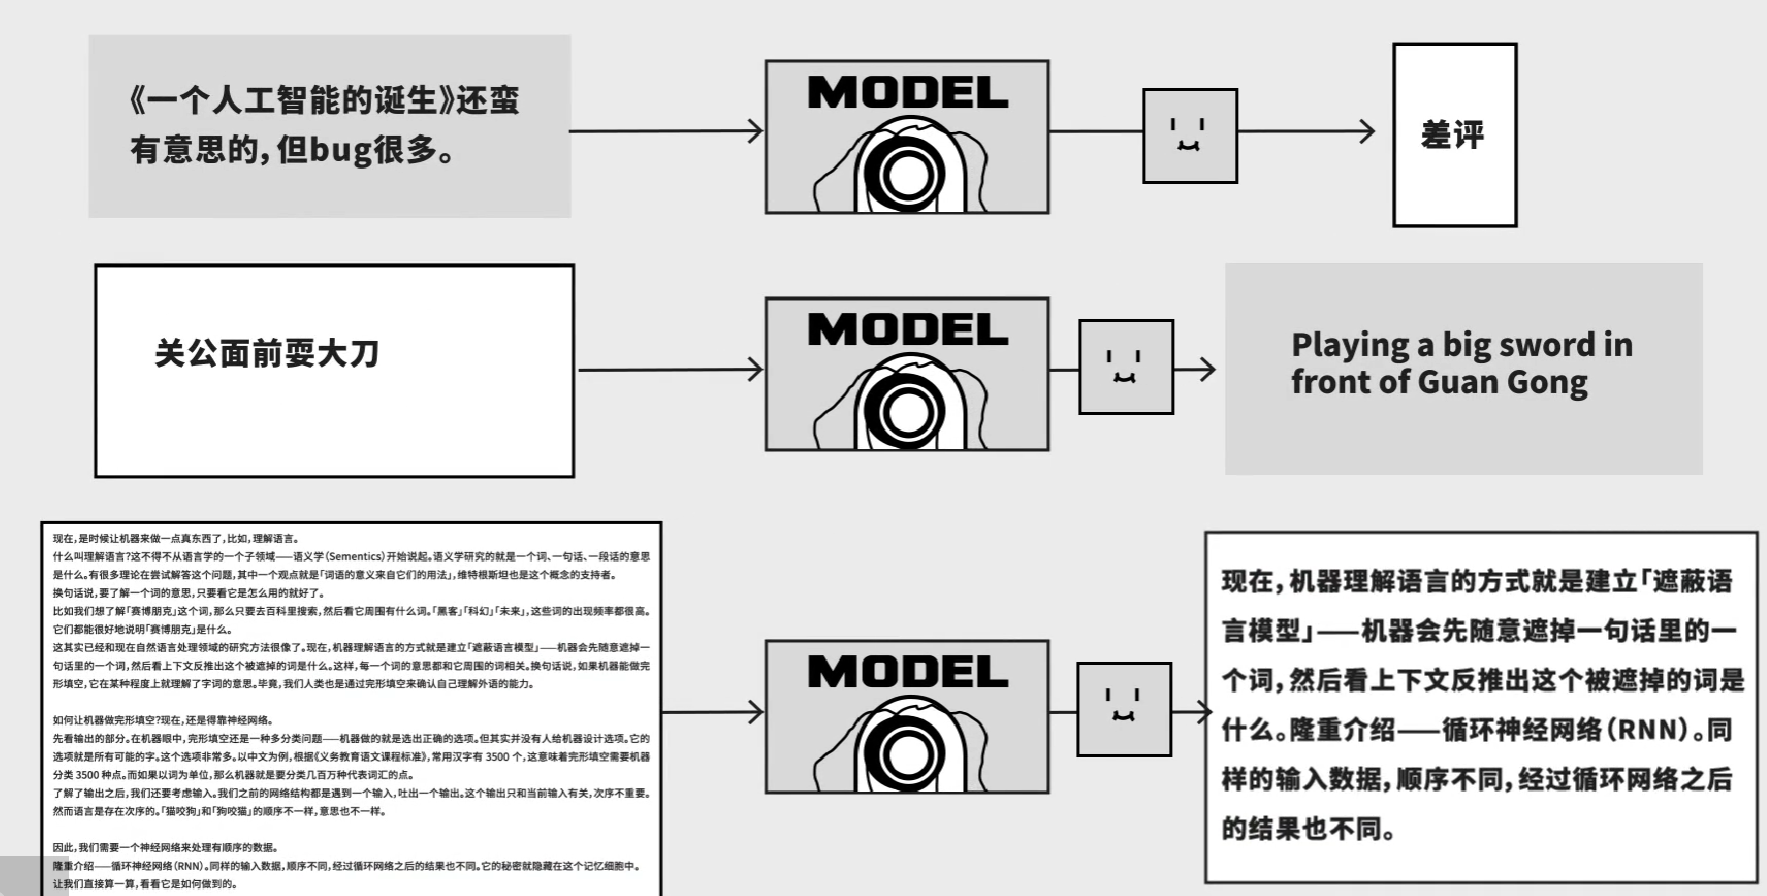 《一个人工智能的诞生》还蛮
有意思的,但bug很多。
MODEL
差评
关公面前耍大刀
MODEL
Playing a big sword in
front of Guan Gong
现在,是时候让机器来做一点真东西了,比如,理解语言。
什么叫理解语言?这不得不从语言学的一个子领域——语义学(Sementics)开始说起。语义学研究的就是一个词、一句话、一段话的意思
是什么。有很多理论在尝试解答这个问题,其中一个观点就是「词语的意义来自它们的用法」,维特根斯坦也是这个概念的支持者。
换句话说,要了解一个词的意思,只要看它是怎么用的就好了。
比如我们想了解「赛博朋克」这个词,那么只要去百科里搜索,然后看它周围有什么词。「黑客」「科幻」「未来」,这些词的出现频率都很高。
它们都能很好地说明「赛博朋克」是什么。
这其实已经和现在自然语言处理领域的研究方法很像了。现在,机器理解语言的方式就是建立「遮蔽语言模型」——机器会先随意遮掉一
句话里的一个词,然后看上下文反推出这个被遮掉的词是什么。这样,每一个词的意思都和它周围的词相关。换句话说,如果机器能做完
形填空,它在某种程度上就理解了字词的意思。毕竟,我们人类也是通过完形填空来确认自己理解外语的能力。
如何让机器做完形填空?现在,还是得靠神经网络。
先看输出的部分。在机器眼中,完形填空还是一种多分类问题——机器做的就是选出正确的选项。但其实并没有人给机器设计选项。它的
选项就是所有可能的字。这个选项非常多。以中文为例,根据《义务教育语文课程标准》,常用汉字有 3500 个,这意味着完形填空需要机器
分类 3500 种点。而如果以词为单位,那么机器就是要分类几百万种代表词汇的点。
了解了输出之后,我们还要考虑输入。我们之前的网络结构都是遇到一个输入,吐出一个输出。这个输出只和当前输入有关,次序不重要。
然而语言是存在次序的。「猫咬狗」和「狗咬猫」的顺序不一样,意思也不一样。
因此,我们需要一个神经网络来处理有顺序的数据。
隆重介绍——循环神经网络(RNN)。同样的输入数据,顺序不同,经过循环网络之后的结果也不同。它的秘密就隐藏在这个记忆细胞中。
让我们直接算一算,看看它是如何做到的。
MODEL
现在,机器理解语言的方式就是建立「遮蔽语
言模型」——机器会先随意遮掉一句话里的一
个词,然后看上下文反推出这个被遮掉的词是
什么。隆重介绍——循环神经网络(RNN)。同
样的输入数据,顺序不同,经过循环网络之后
的结果也不同。